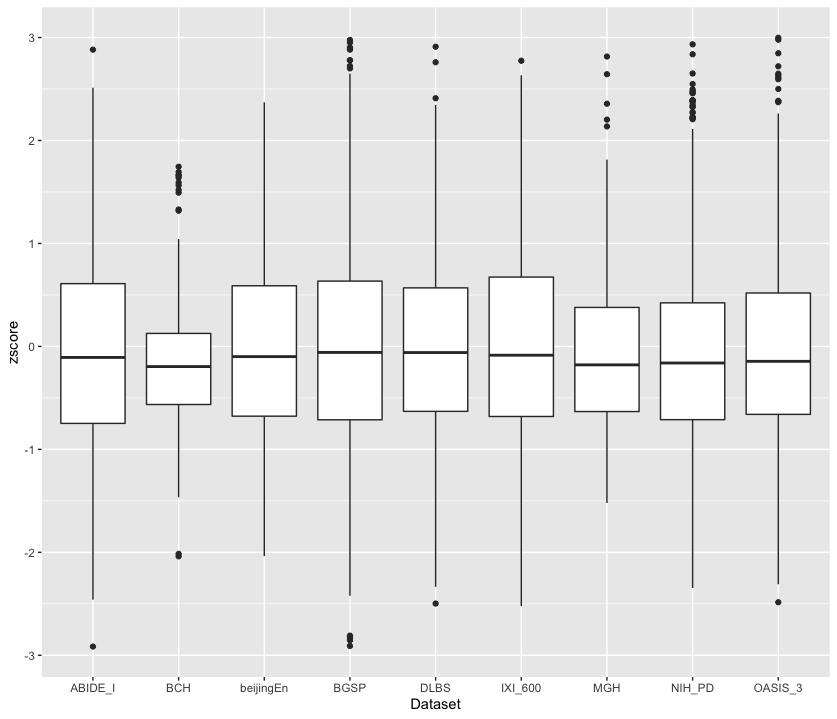 zscore
3
2
1
0
-1
-2
-3
ABIDE_I BCH beijingEn BGSP DLBS IXI_600 MGH NIH_PD OASIS_3
Dataset